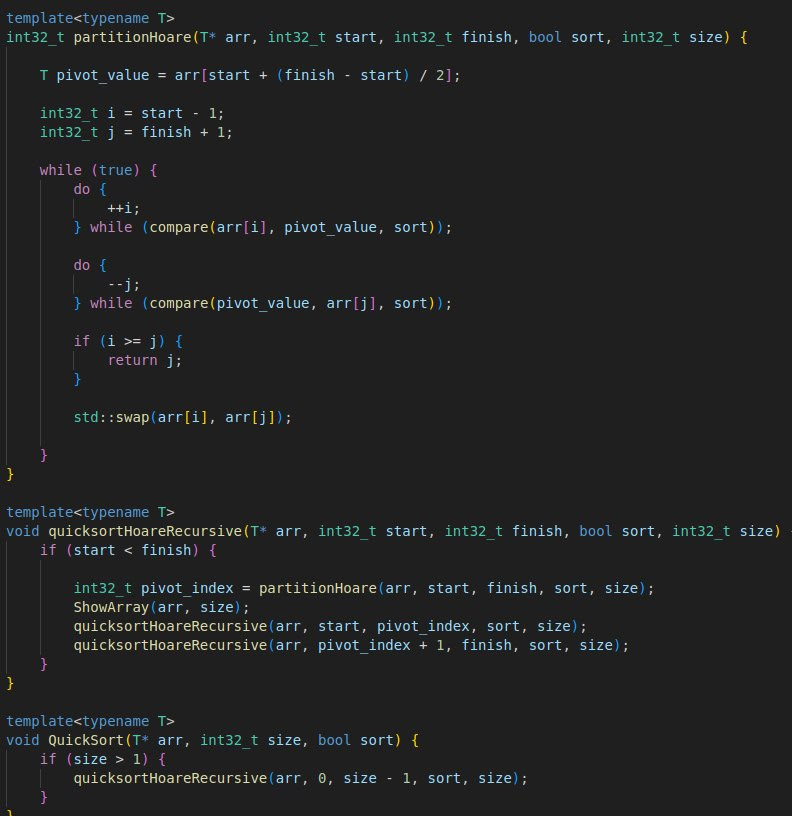 template<typename T>
int32_t partitionHoare(T* arr, int32_t start, int32_t finish, bool sort, int32_t size) {
T pivot_value = arr[start + (finish - start) / 2];
int32_t i = start - 1;
int32_t j = finish + 1;
while (true) {
do {
++i;
} while (compare(arr[i], pivot_value, sort));
do {
--j;
} while (compare(pivot_value, arr[j], sort));
if (i >= j) {
return j;
}
std::swap(arr[i], arr[j]);
}
}
template<typename T>
void quicksortHoareRecursive(T* arr, int32_t start, int32_t finish, bool sort, int32_t size)
if (start < finish) {
int32_t pivot_index = partitionHoare(arr, start, finish, sort, size);
ShowArray(arr, size);
quicksortHoareRecursive(arr, start, pivot_index, sort, size);
quicksortHoareRecursive(arr, pivot_index + 1, finish, sort, size);
}
}
template<typename T>
void QuickSort(T* arr, int32_t size, bool sort) {
if (size > 1) {
quicksortHoareRecursive(arr, 0, size - 1, sort, size);
}
}